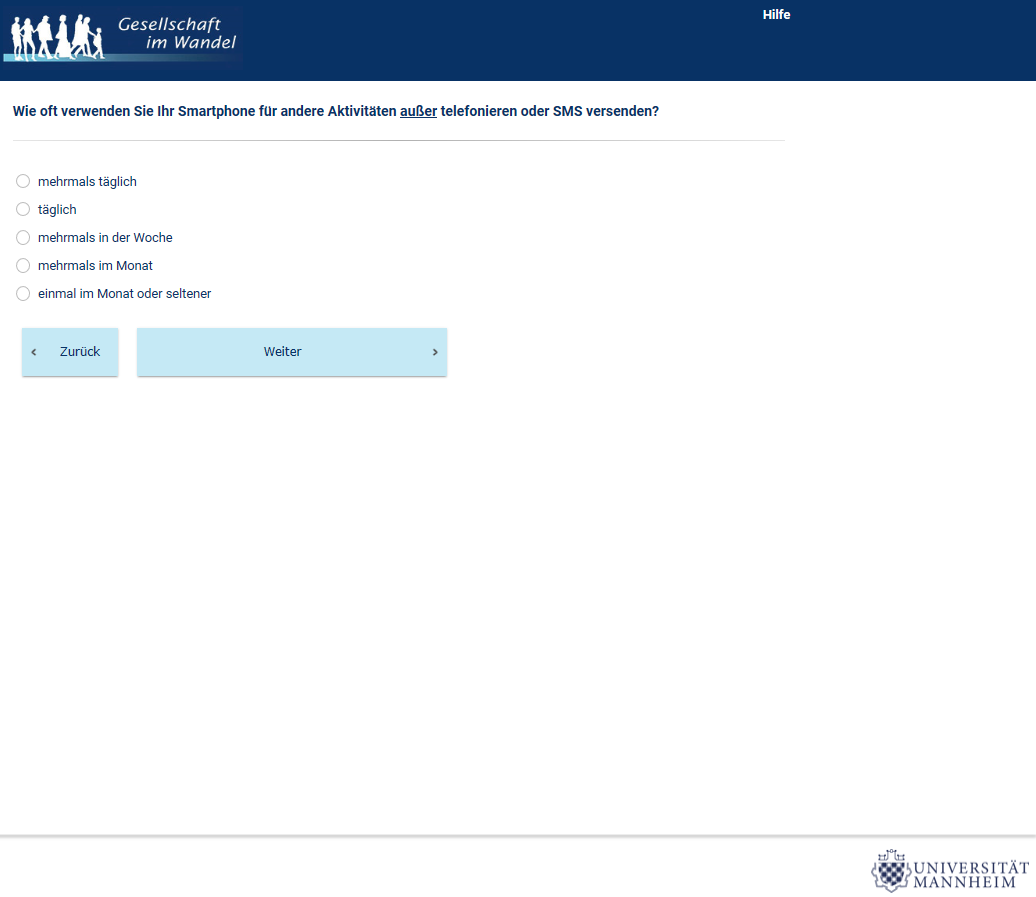 Gesellschaft
im Wandel
Hilfe
Wie oft verwenden Sie Ihr Smartphone für andere Aktivitäten außer telefonieren oder SMS versenden?
mehrmals täglich
täglich
mehrmals in der Woche
mehrmals im Monat
einmal im Monat oder seltener
‹ Zurück
Weiter ›
UNIVERSITÄT
MANNHEIM